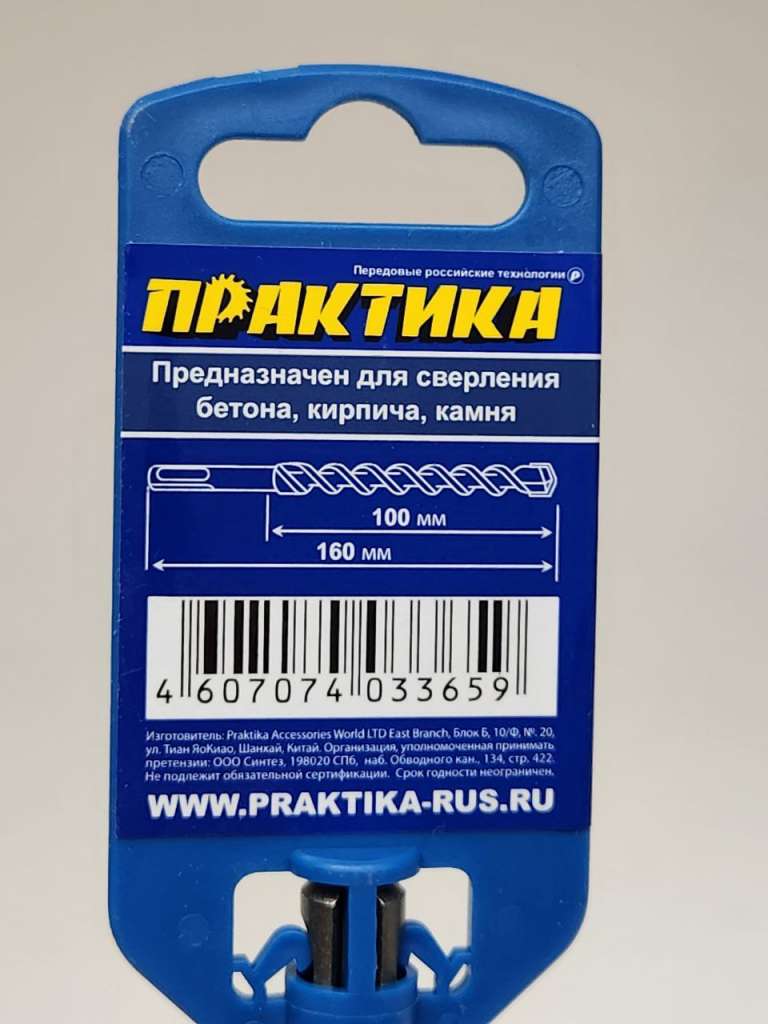 Передовые российские технологии
ПРАКТИКА
Предназначен для сверления
бетона, кирпича, камня
100 мм
160 мм
4 607074 033659
Изготовитель: Praktika Accessories World LTD East Branch, Блок Б, 10/Ф, №. 20,
ул. Тиан ЯоКиао, Шанхай, Китай. Организация, уполномоченная принимать
претензии: ООО Синтез, 198020 СПб, наб. Обводного кан., 134, стр. 422.
Не подлежит обязательной сертификации. Срок годности неограничен.
WWW.PRAKTIKA-RUS.RU